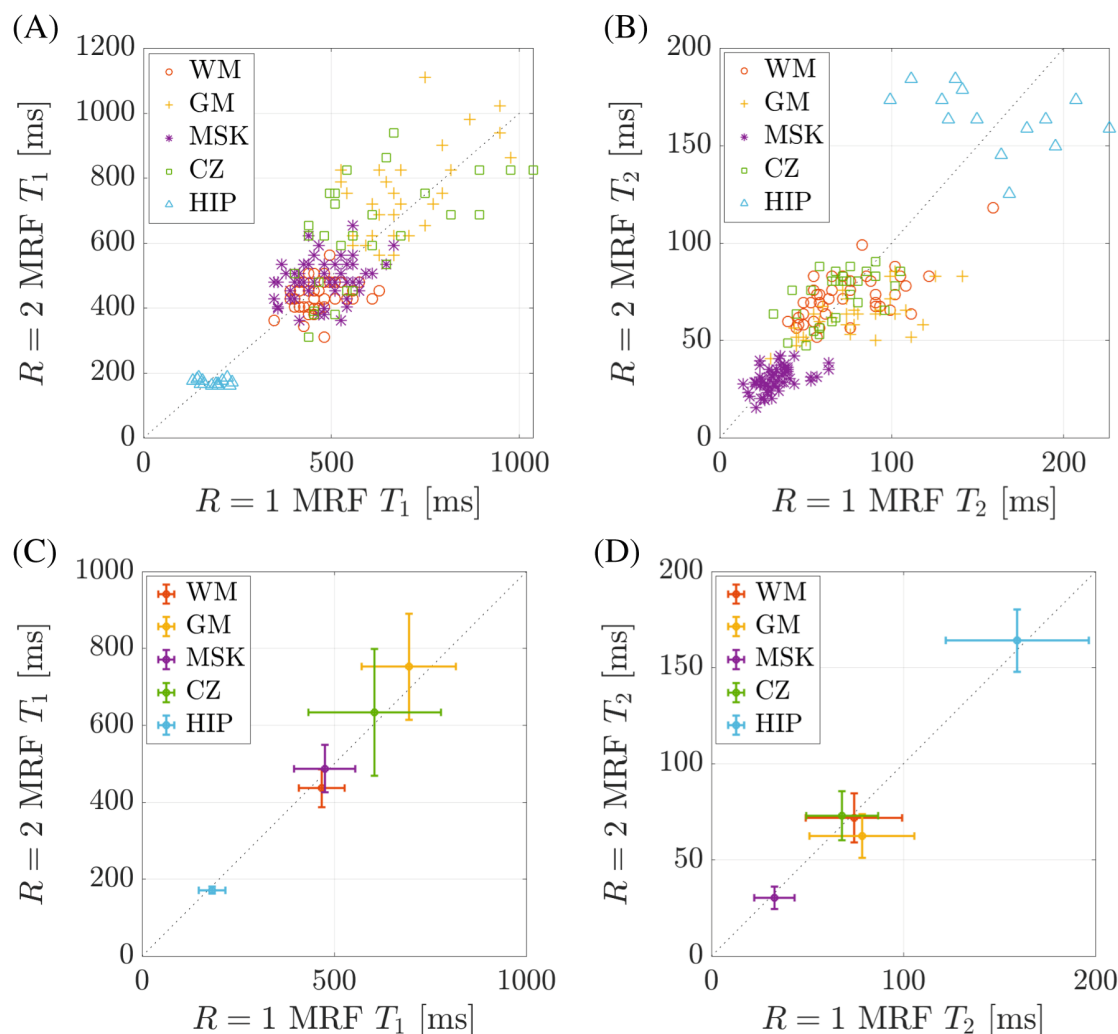 (A)
R = 2 MRF T₁ [ms]
1200
1000
800
600
400
200
0
WM
GM
MSK
CZ
HIP
0 500 1000
R = 1 MRF T₁ [ms]
(B)
R = 2 MRF T₂ [ms]
200
150
100
50
0
WM
GM
MSK
CZ
HIP
0 100 200
R = 1 MRF T₂ [ms]
(C)
R = 2 MRF T₁ [ms]
1000
800
600
400
200
0
WM
GM
MSK
CZ
HIP
0 500 1000
R = 1 MRF T₁ [ms]
(D)
R = 2 MRF T₂ [ms]
200
150
100
50
0
WM
GM
MSK
CZ
HIP
0 100 200
R = 1 MRF T₂ [ms]